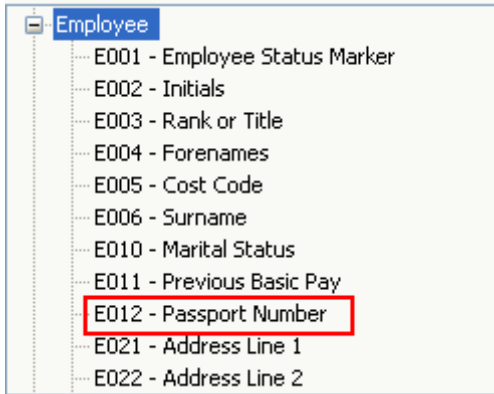 Employee
E001 - Employee Status Marker
E002 - Initials
E003 - Rank or Title
E004 - Forenames
E005 - Cost Code
E006 - Surname
E010 - Marital Status
E011 - Previous Basic Pay
E012 - Passport Number
E021 - Address Line 1
E022 - Address Line 2